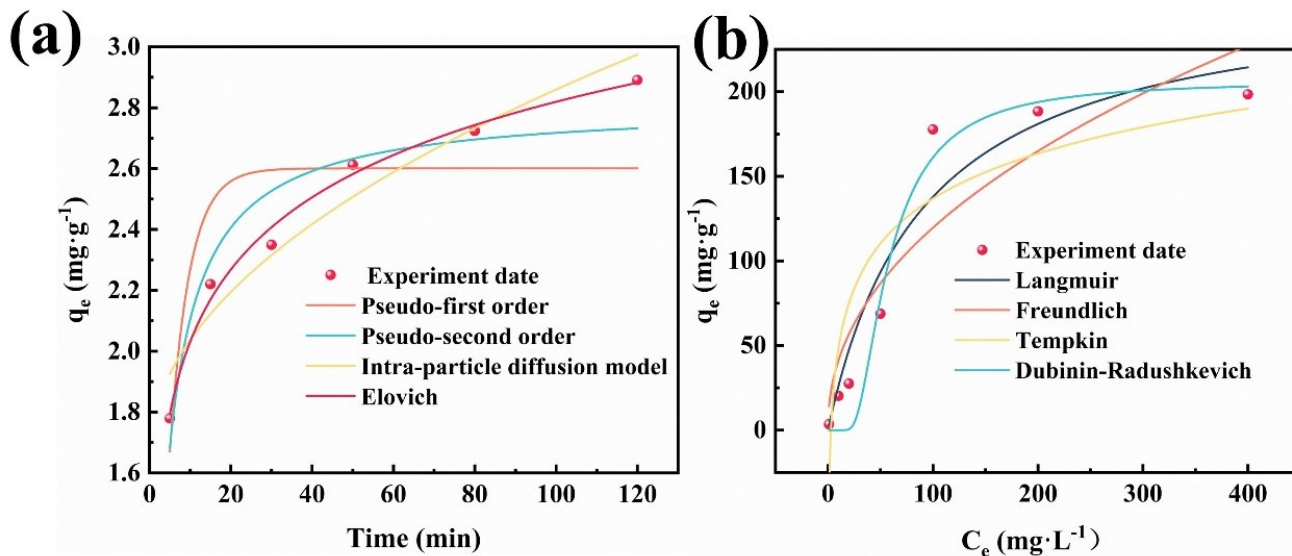 (a)
3.0
2.8
2.6
2.4
2.2
2.0
1.8
1.6
qe (mg·g-1)
0 20 40 60 80 100 120
Time (min)
Experiment date
Pseudo-first order
Pseudo-second order
Intra-particle diffusion model
Elovich
(b)
200
150
100
50
0
qe (mg·g-1)
0 100 200 300 400
Ce (mg·L-1)
Experiment date
Langmuir
Freundlich
Tempkin
Dubinin-Radushkevich